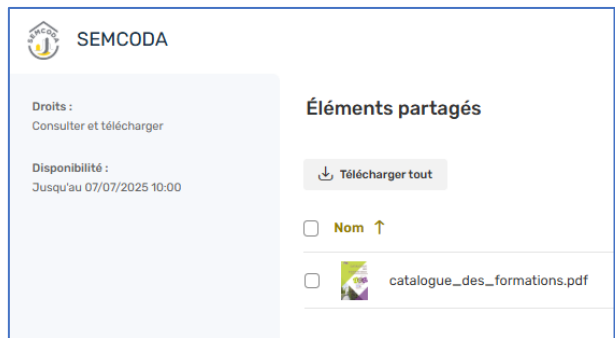 SEMCODA
SEMCODA
Droits :
Consulter et télécharger
Disponibilité :
Jusqu'au 07/07/2025 10:00
Éléments partagés
Télécharger tout
Nom
catalogue_des_formations.pdf